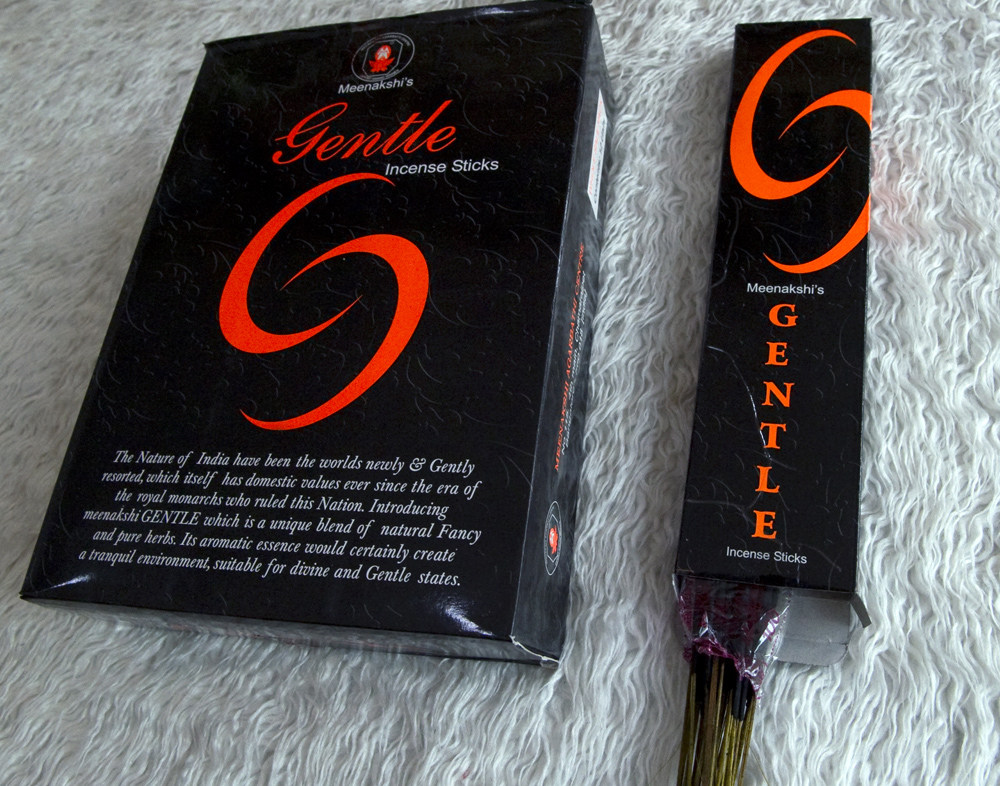 Meenakshi's
Gentle
Incense Sticks
The Nature of India have been the worlds newly & Gently
resorted, which itself has domestic values ever since the era of
the royal monarchs who ruled this Nation. Introducing
meenakshi GENTLE which is a unique blend of natural Fancy
and pure herbs. Its aromatic essence would certainly create
a tranquil environment, suitable for divine and Gentle states.
MEENAKSHI AGARBATHI CENTRE
Meenakshi's
GENTLE
Incense Sticks